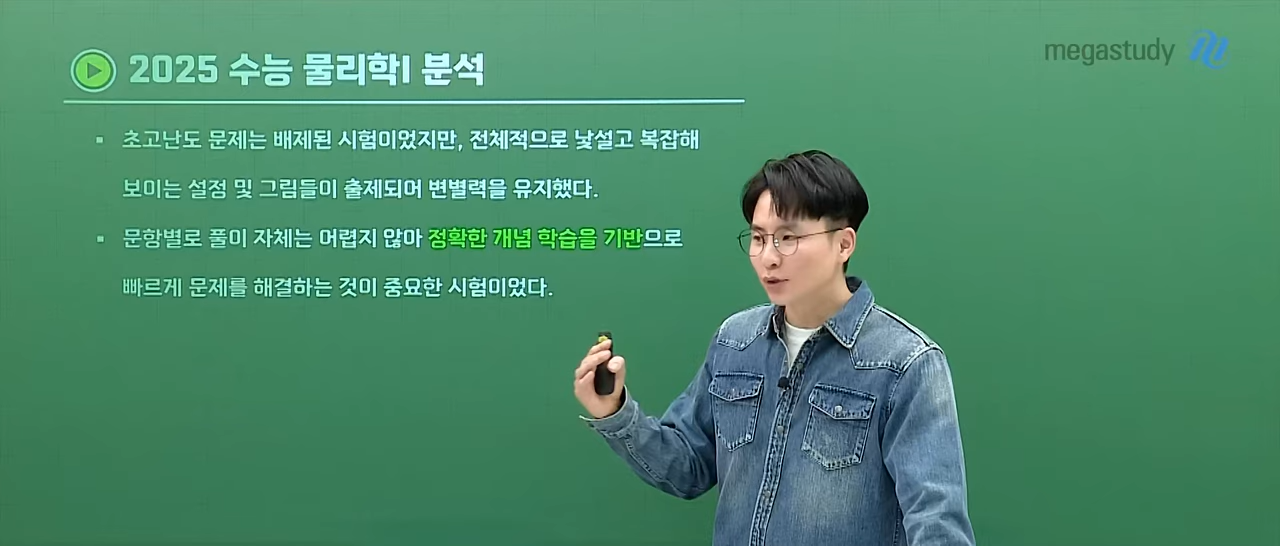 2025 수능 물리학I 분석
megastudy
초고난도 문제는 배제된 시험이었지만, 전체적으로 낯설고 복잡해
보이는 설정 및 그림들이 출제되어 변별력을 유지했다.
문항별로 풀이 자체는 어렵지 않아 정확한 개념 학습을 기반으로
빠르게 문제를 해결하는 것이 중요한 시험이었다.